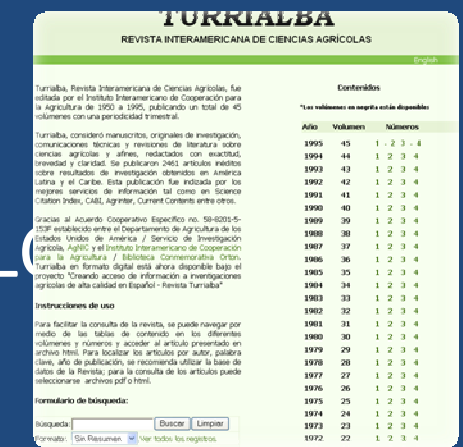 TURRIALBA
REVISTA INTERAMERICANA DE CIENCIAS AGRÍCOLAS
English
Turrialba, Revista Interamericana de Ciencias Agrícolas, fue
editada por el Instituto Interamericano de Cooperación para
la Agricultura de 1950 a 1995, publicando un total de 45
volúmenes con una periodicidad trimestral.
Turrialba, consideró manuscritos, originales de investigación,
comunicaciones técnicas y revisiones de literatura sobre
ciencias agrícolas y afines, redactados con exactitud,
brevedad y claridad. Se publicaron 2461 artículos inéditos
sobre resultados de investigación obtenidos en América
Latina y el Caribe. Esta publicación fue indizada por los
mejores servicios de información tal como en Science
Citation Index, CABI, Agrinter, Current Contents entre otros.
Gracias al Acuerdo Cooperativo Específico no. 58-8201-5-
153F establecido entre el Departamento de Agricultura de los
Estados Unidos de América / Servicio de Investigación
Agrícola, AgNIC y el Instituto Interamericano de Cooperación
para la Agricultura / Biblioteca Conmemorativa Orton,
Turrialba en formato digital está ahora disponible bajo el
proyecto "Creando acceso de información a investigaciones
agrícolas de alta calidad en Español - Revista Turrialba"
Instrucciones de uso
Para facilitar la consulta de la revista, se puede navegar por
medio de las tablas de contenido en los diferentes
volúmenes y números y acceder al artículo presentado en
archivo html. Para localizar los artículos por autor, palabra
clave, año de publicación, se recomienda utilizar la base de
datos de la Revista; para la consulta de los artículos puede
seleccionarse archivos pdf o html.
Formulario de búsqueda:
Búsqueda: Buscar Limpiar
Formato: Sin Resumen Ver todos los registros
Contenidos
*Los volúmenes en negrita están disponibles
Año Volumen Números
1995 45 1 - 2 3 - 4
1994 44 1 2 3 4
1993 43 1 2 3 4
1992 42 1 2 3 4
1991 41 1 2 3 4
1990 40 1 2 3 4
1989 39 1 2 3 4
1988 38 1 2 3 4
1987 37 1 2 3 4
1986 36 1 2 3 4
1985 35 1 2 3 4
1984 34 1 2 3 4
1983 33 1 2 3 4
1982 32 1 2 3 4
1981 31 1 2 3 4
1980 30 1 2 3 4
1979 29 1 2 3 4
1978 28 1 2 3 4
1977 27 1 2 3 4
1976 26 1 2 3 4
1975 25 1 2 3 4
1974 24 1 2 3 4
1973 23 1 2 3 4
1972 22 1 2 3 4